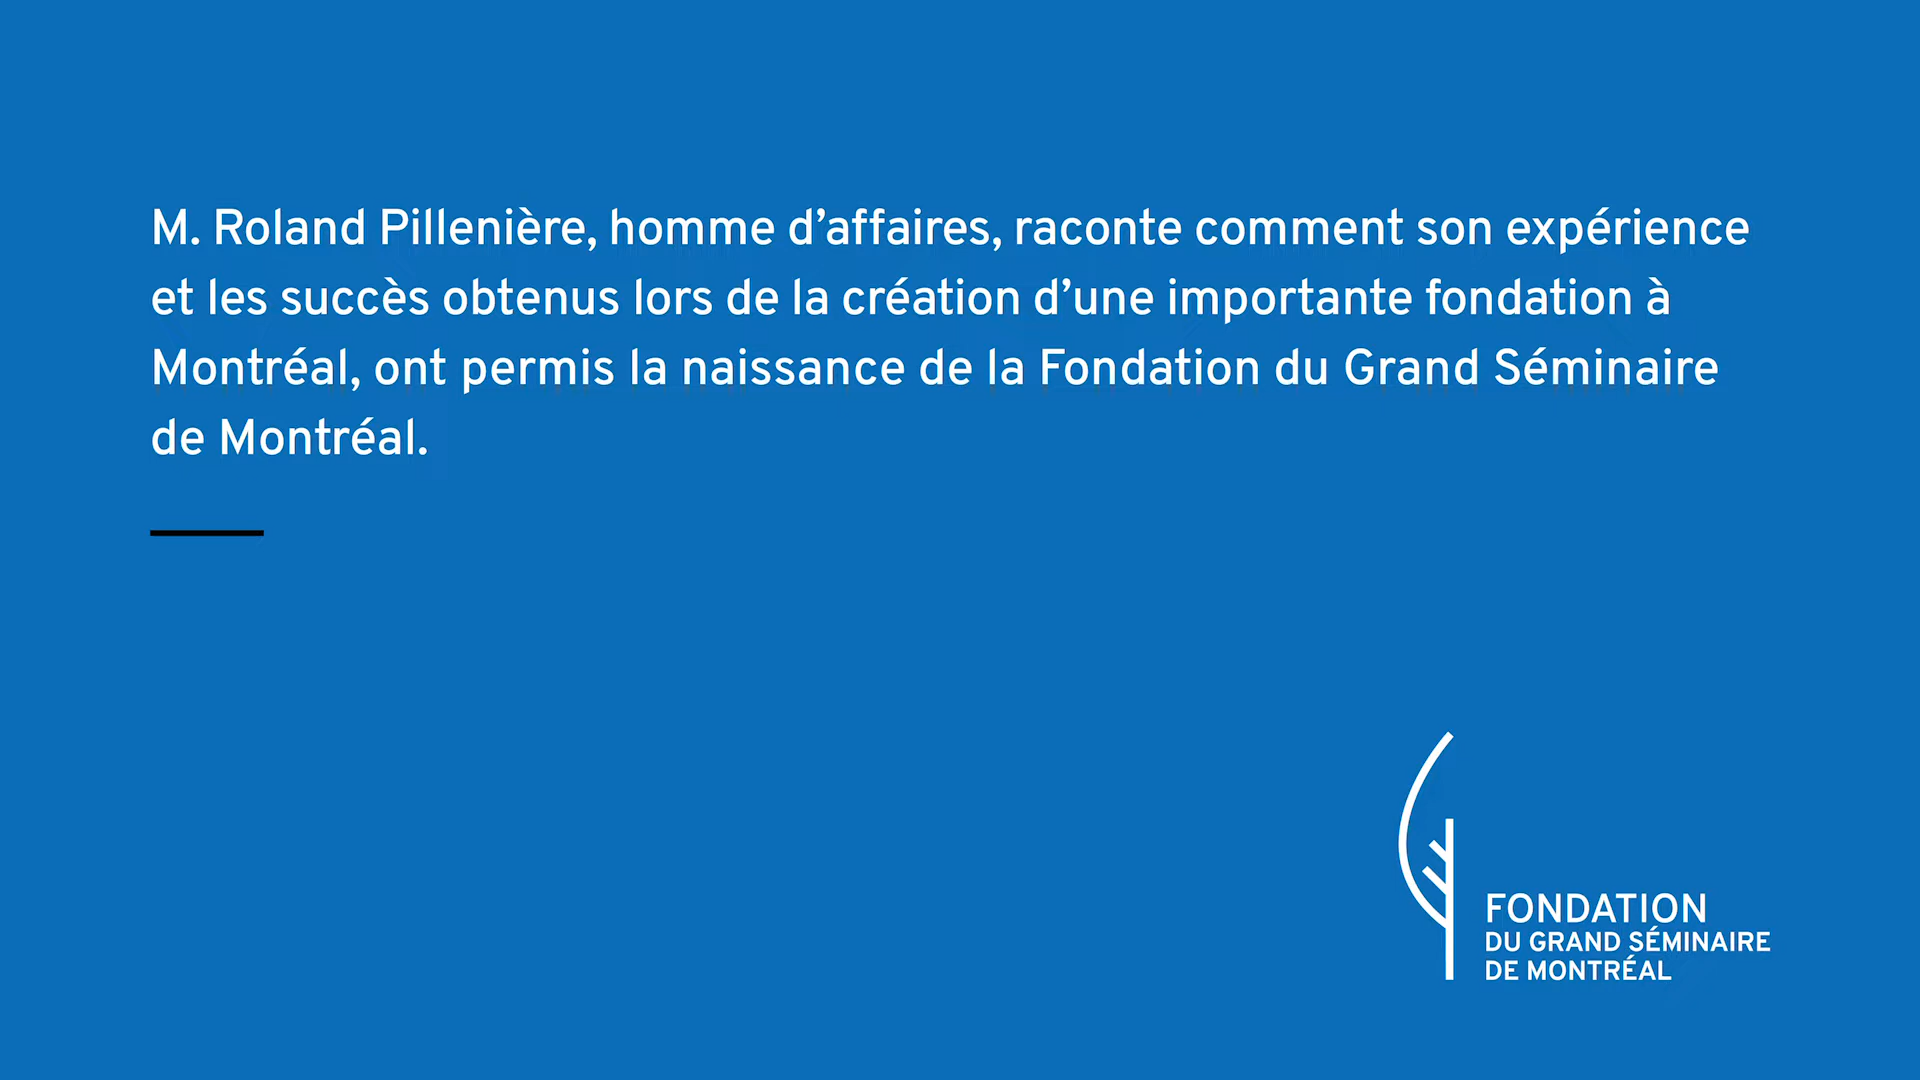 M. Roland Pillenière, homme d’affaires, raconte comment son expérience
et les succès obtenus lors de la création d’une importante fondation à
Montréal, ont permis la naissance de la Fondation du Grand Séminaire
de Montréal.
FONDATION
DU GRAND SÉMINAIRE
DE MONTRÉAL